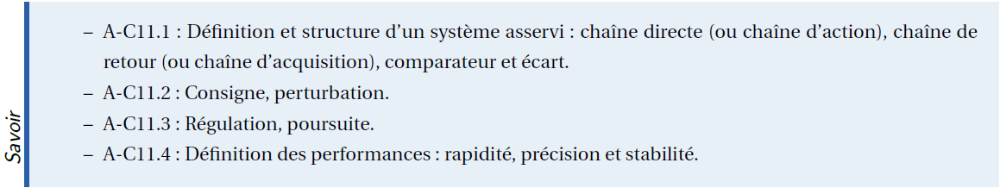 – A-C11.1 : Définition et structure d'un système asservi : chaîne directe (ou chaîne d'action), chaîne de
retour (ou chaîne d'acquisition), comparateur et écart.
– A-C11.2 : Consigne, perturbation.
– A-C11.3 : Régulation, poursuite.
– A-C11.4 : Définition des performances : rapidité, précision et stabilité.
Savoir